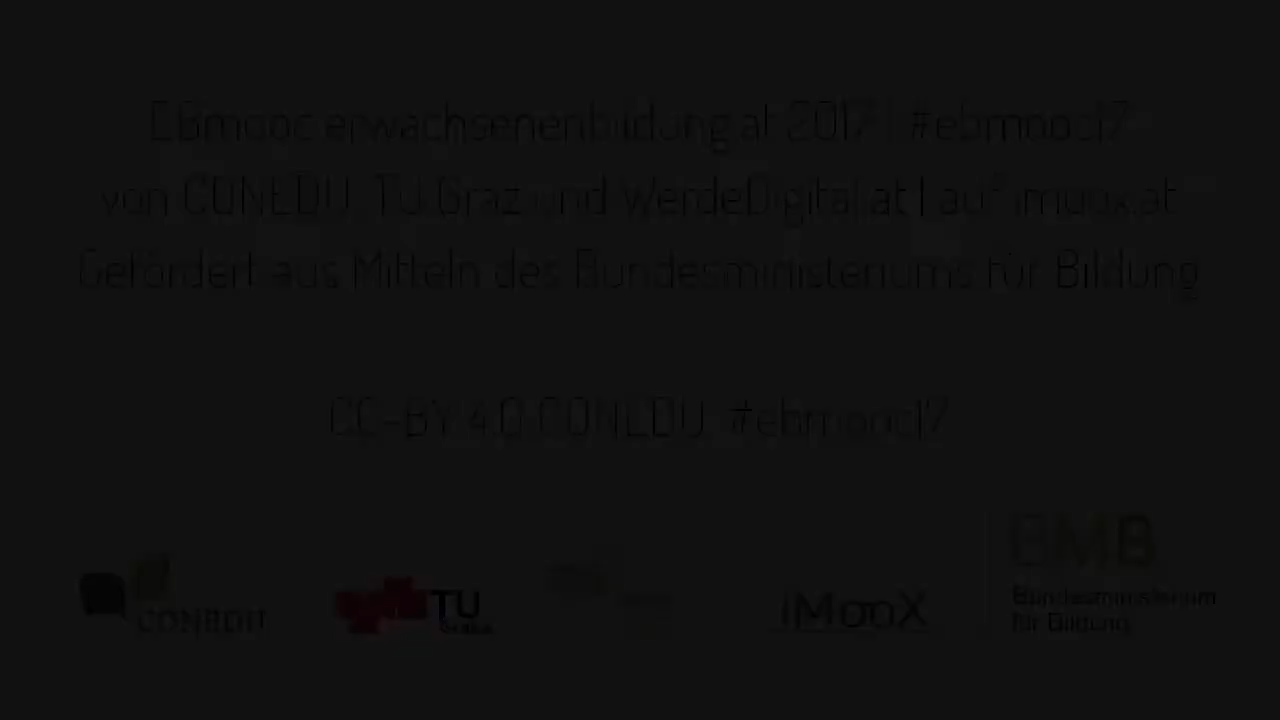 EBmooc erwachsenenbildung.at 2017 | #ebmooc17
von CONEDU, TU Graz und WerdeDigital.at | auf imoox.at
Gefördert aus Mitteln des Bundesministeriums für Bildung
CC-BY 4.0 CONEDU, #ebmooc17
CONEDU
TU
Graz
iMooX
BMB
Bundesministerium
für Bildung